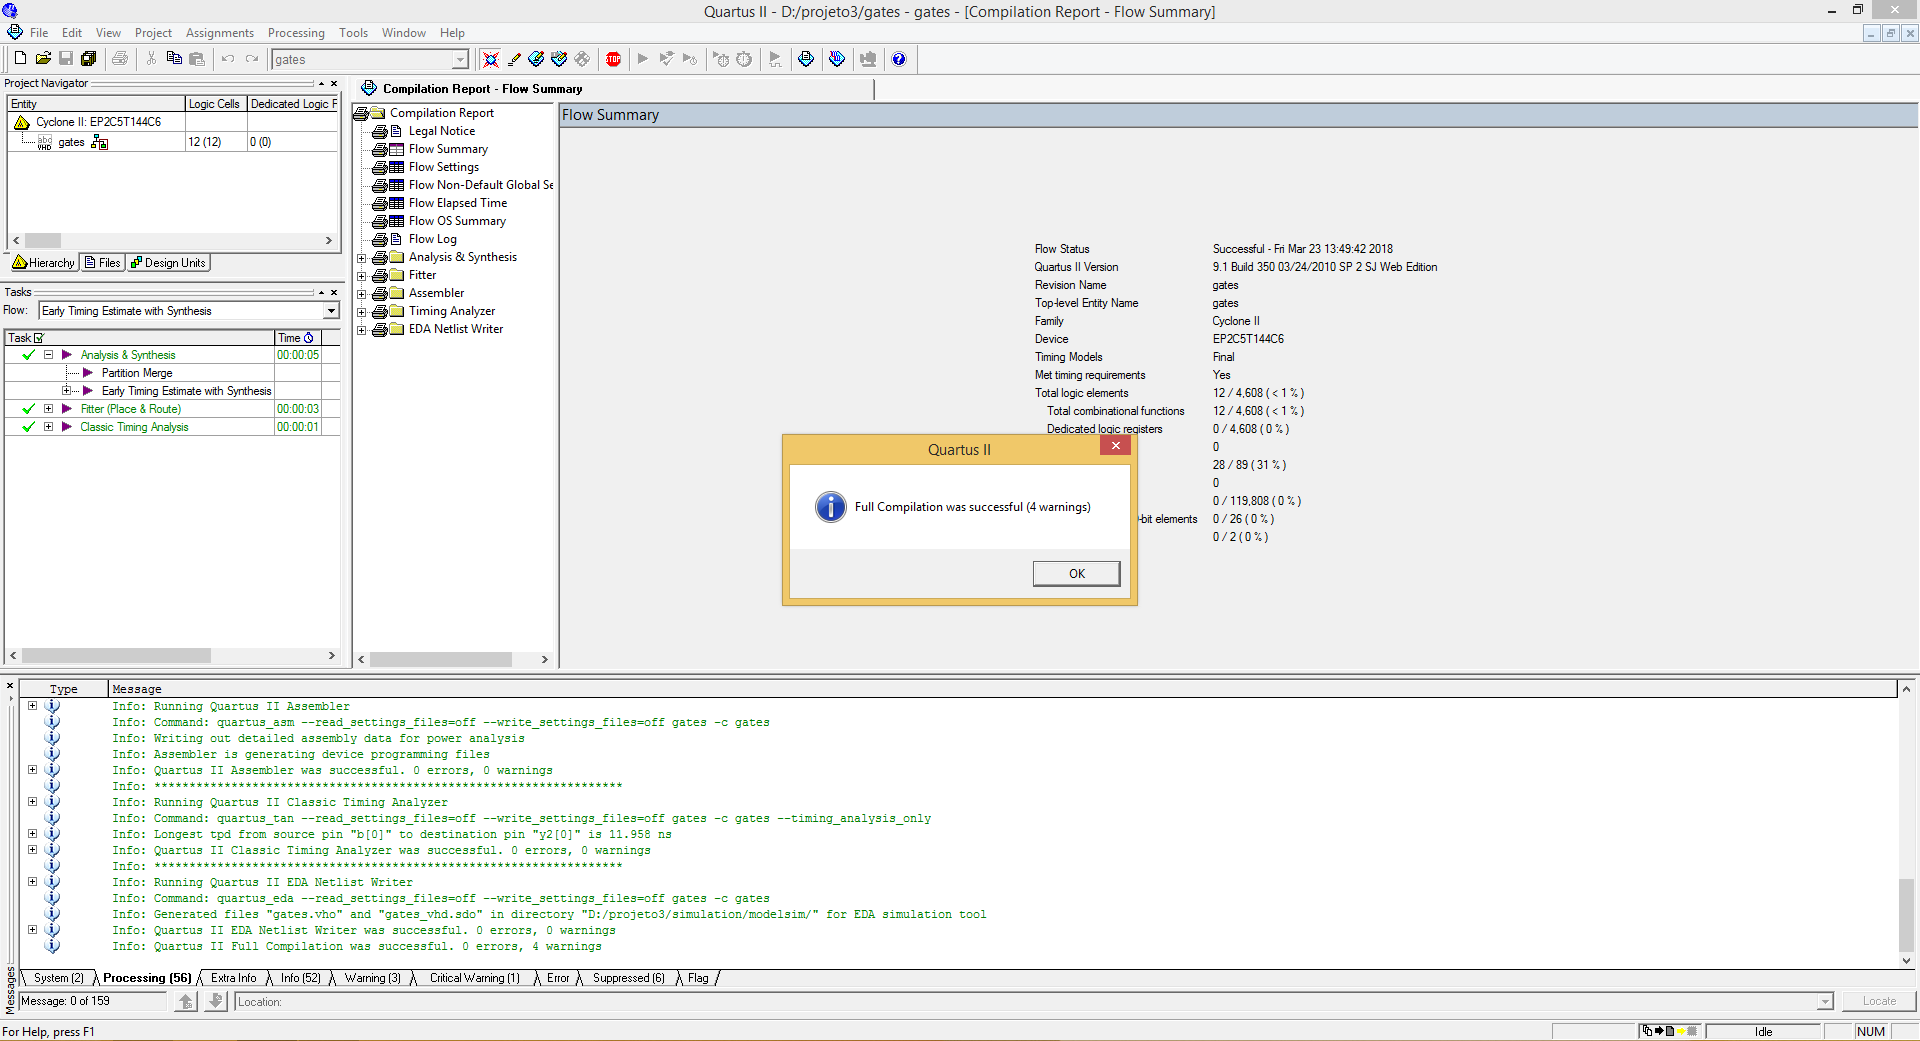 Quartus II - D:/projeto3/gates - gates - [Compilation Report - Flow Summary]
File Edit View Project Assignments Processing Tools Window Help
gates
STOP
Project Navigator
Entity Logic Cells Dedicated Logic F
Cyclone II: EP2C5T144C6
abc VHD gates 12 (12) 0 (0)
Hierarchy Files Design Units
Tasks
Flow: Early Timing Estimate with Synthesis
Task Time
Analysis & Synthesis 00:00:05
Partition Merge
Early Timing Estimate with Synthesis
Fitter (Place & Route) 00:00:03
Classic Timing Analysis 00:00:01
Compilation Report - Flow Summary
Compilation Report
Legal Notice
Flow Summary
Flow Settings
Flow Non-Default Global Se
Flow Elapsed Time
Flow OS Summary
Flow Log
Analysis & Synthesis
Fitter
Assembler
Timing Analyzer
EDA Netlist Writer
Flow Summary
Flow Status Successful - Fri Mar 23 13:49:42 2018
Quartus II Version 9.1 Build 350 03/24/2010 SP 2 SJ Web Edition
Revision Name gates
Top-level Entity Name gates
Family Cyclone II
Device EP2C5T144C6
Timing Models Final
Met timing requirements Yes
Total logic elements 12 / 4,608 ( < 1 % )
Total combinational functions 12 / 4,608 ( < 1 % )
Dedicated logic registers 0 / 4,608 ( 0 % )
0
28 / 89 ( 31 % )
0
0 / 119,808 ( 0 % )
-bit elements 0 / 26 ( 0 % )
0 / 2 ( 0 % )
Quartus II
Full Compilation was successful (4 warnings)
OK
Type Message
Info: Running Quartus II Assembler
Info: Command: quartus_asm --read_settings_files=off --write_settings_files=off gates -c gates
Info: Writing out detailed assembly data for power analysis
Info: Assembler is generating device programming files
Info: Quartus II Assembler was successful. 0 errors, 0 warnings
Info: *******************************************************************
Info: Running Quartus II Classic Timing Analyzer
Info: Command: quartus_tan --read_settings_files=off --write_settings_files=off gates -c gates --timing_analysis_only
Info: Longest tpd from source pin "b[0]" to destination pin "y2[0]" is 11.958 ns
Info: Quartus II Classic Timing Analyzer was successful. 0 errors, 0 warnings
Info: *******************************************************************
Info: Running Quartus II EDA Netlist Writer
Info: Command: quartus_eda --read_settings_files=off --write_settings_files=off gates -c gates
Info: Generated files "gates.vho" and "gates_vhd.sdo" in directory "D:/projeto3/simulation/modelsim/" for EDA simulation tool
Info: Quartus II EDA Netlist Writer was successful. 0 errors, 0 warnings
Info: Quartus II Full Compilation was successful. 0 errors, 4 warnings
System (2) Processing (56) Extra Info Info (52) Warning (3) Critical Warning (1) Error Suppressed (6) Flag
Messages
Message: 0 of 159 Location: Locate
For Help, press F1 Idle NUM